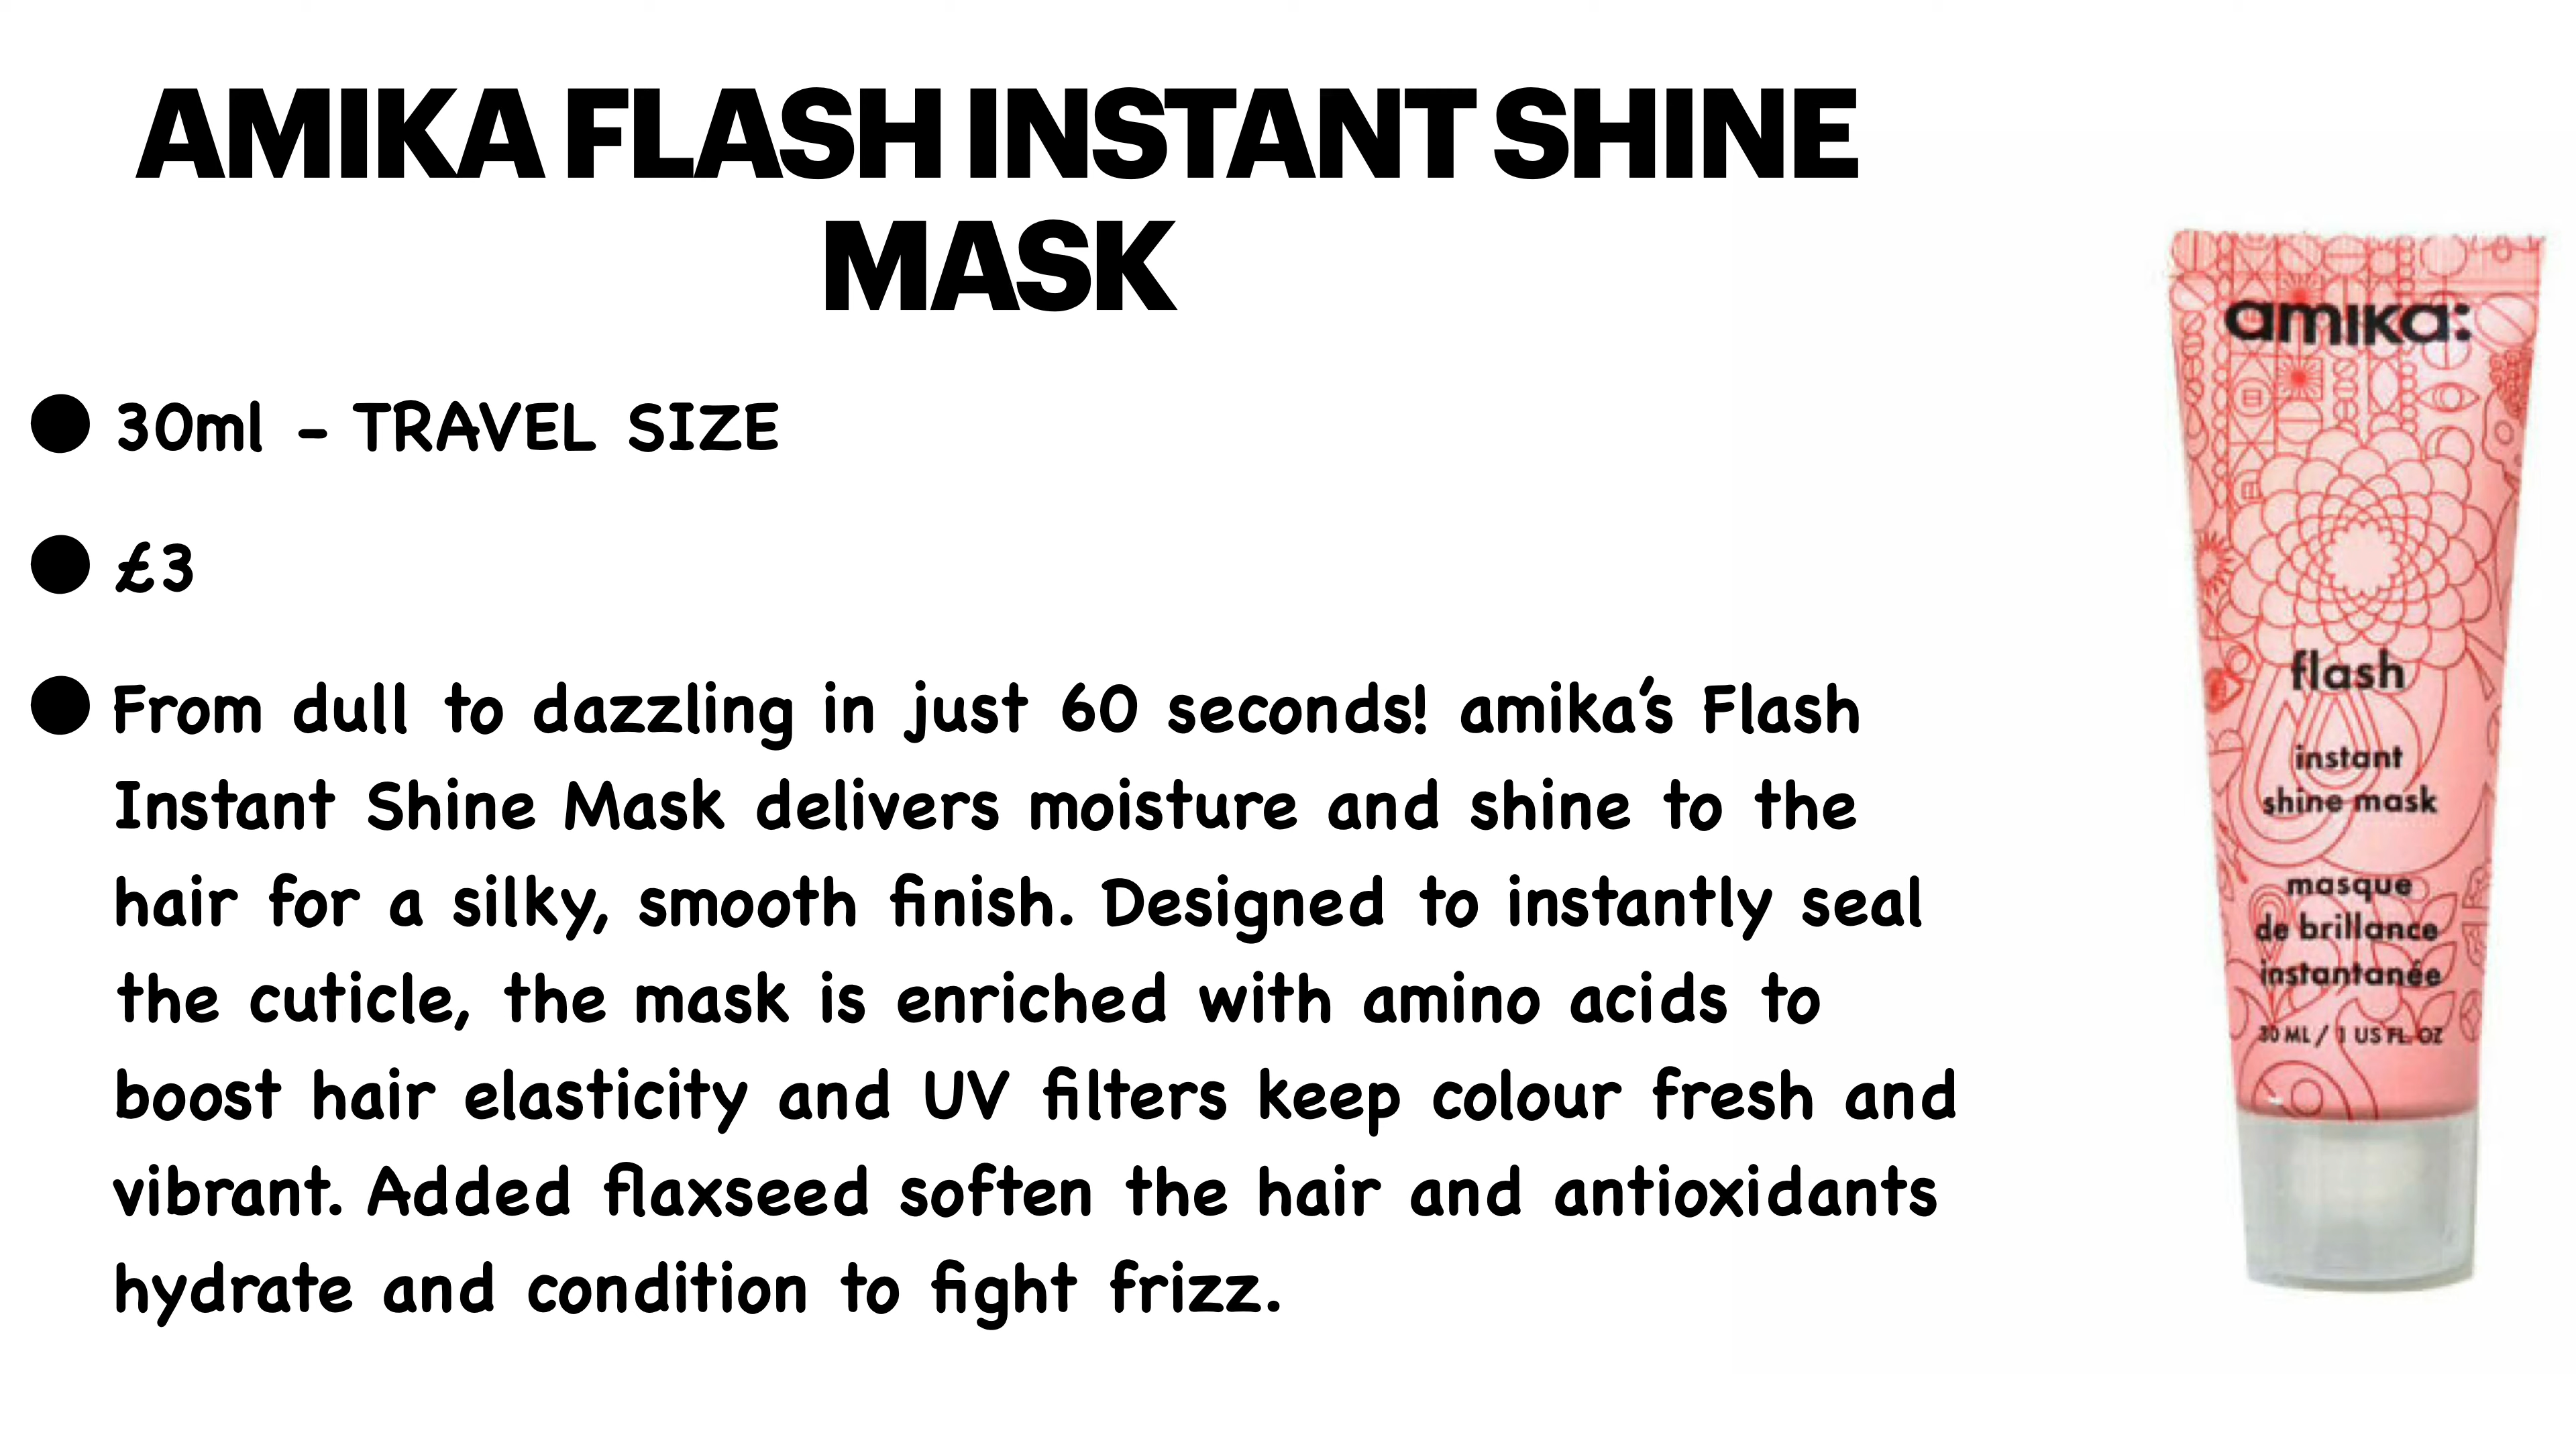 AMIKA FLASH INSTANT SHINE
MASK
30ml - TRAVEL SIZE
£3
From dull to dazzling in just 60 seconds! amika’s Flash
Instant Shine Mask delivers moisture and shine to the
hair for a silky, smooth finish. Designed to instantly seal
the cuticle, the mask is enriched with amino acids to
boost hair elasticity and UV filters keep colour fresh and
vibrant. Added flaxseed soften the hair and antioxidants
hydrate and condition to fight frizz.
amika:
flash
instant
shine mask
masque
de brillance
instantanée
30 ML / 1 US FL OZ